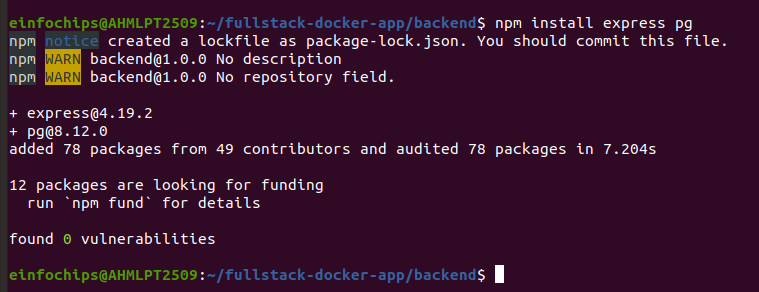 einfochips@AHMLPT2509:~/fullstack-docker-app/backend$ npm install express pg
npm notice created a lockfile as package-lock.json. You should commit this file.
npm WARN backend@1.0.0 No description
npm WARN backend@1.0.0 No repository field.
+ express@4.19.2
+ pg@8.12.0
added 78 packages from 49 contributors and audited 78 packages in 7.204s
12 packages are looking for funding
  run `npm fund` for details
found 0 vulnerabilities
einfochips@AHMLPT2509:~/fullstack-docker-app/backend$